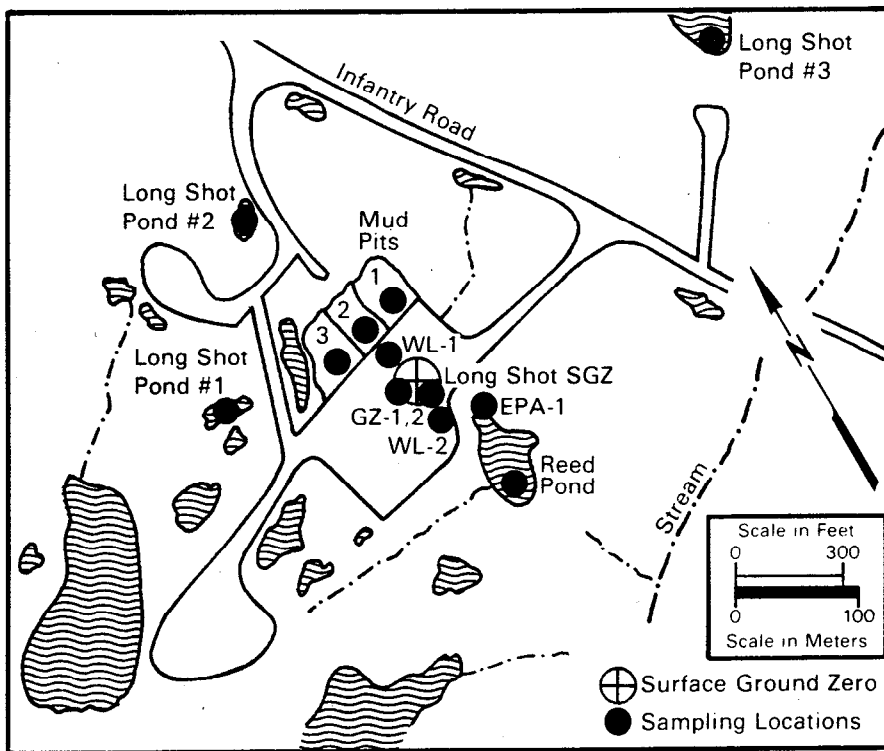 Long Shot
Pond #3
Infantry Road
Long Shot
Pond #2
Mud
Pits
1
2
3
WL-1
Long Shot SGZ
Long Shot
Pond #1
GZ-1,2
EPA-1
WL-2
Reed
Pond
Stream
N
Scale in Feet
0 300
0 100
Scale in Meters
Surface Ground Zero
Sampling Locations